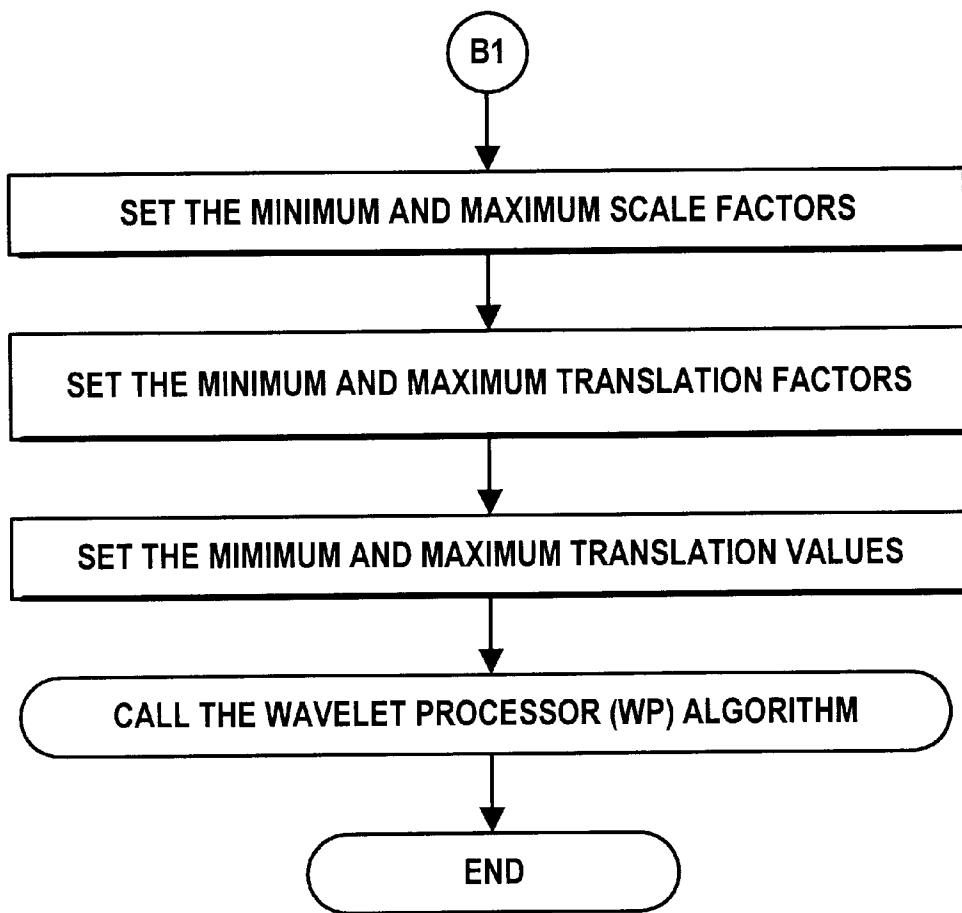 B1
SET THE MINIMUM AND MAXIMUM SCALE FACTORS
SET THE MINIMUM AND MAXIMUM TRANSLATION FACTORS
SET THE MIMIMUM AND MAXIMUM TRANSLATION VALUES
CALL THE WAVELET PROCESSOR (WP) ALGORITHM
END